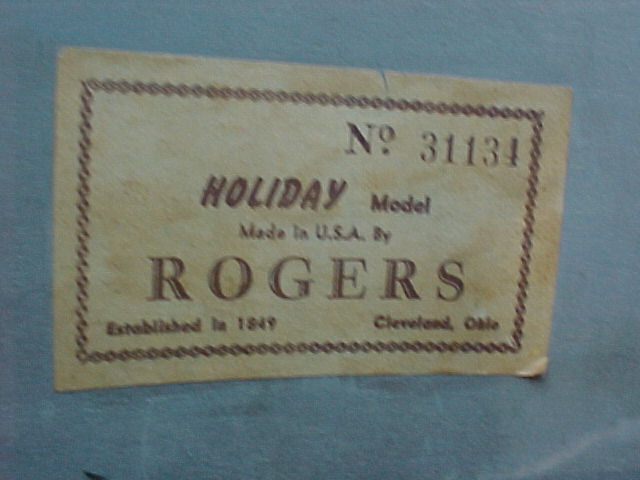 Nº 31134
HOLIDAY Model
Made In U.S.A. By
ROGERS
Established In 1849 Cleveland, Ohio